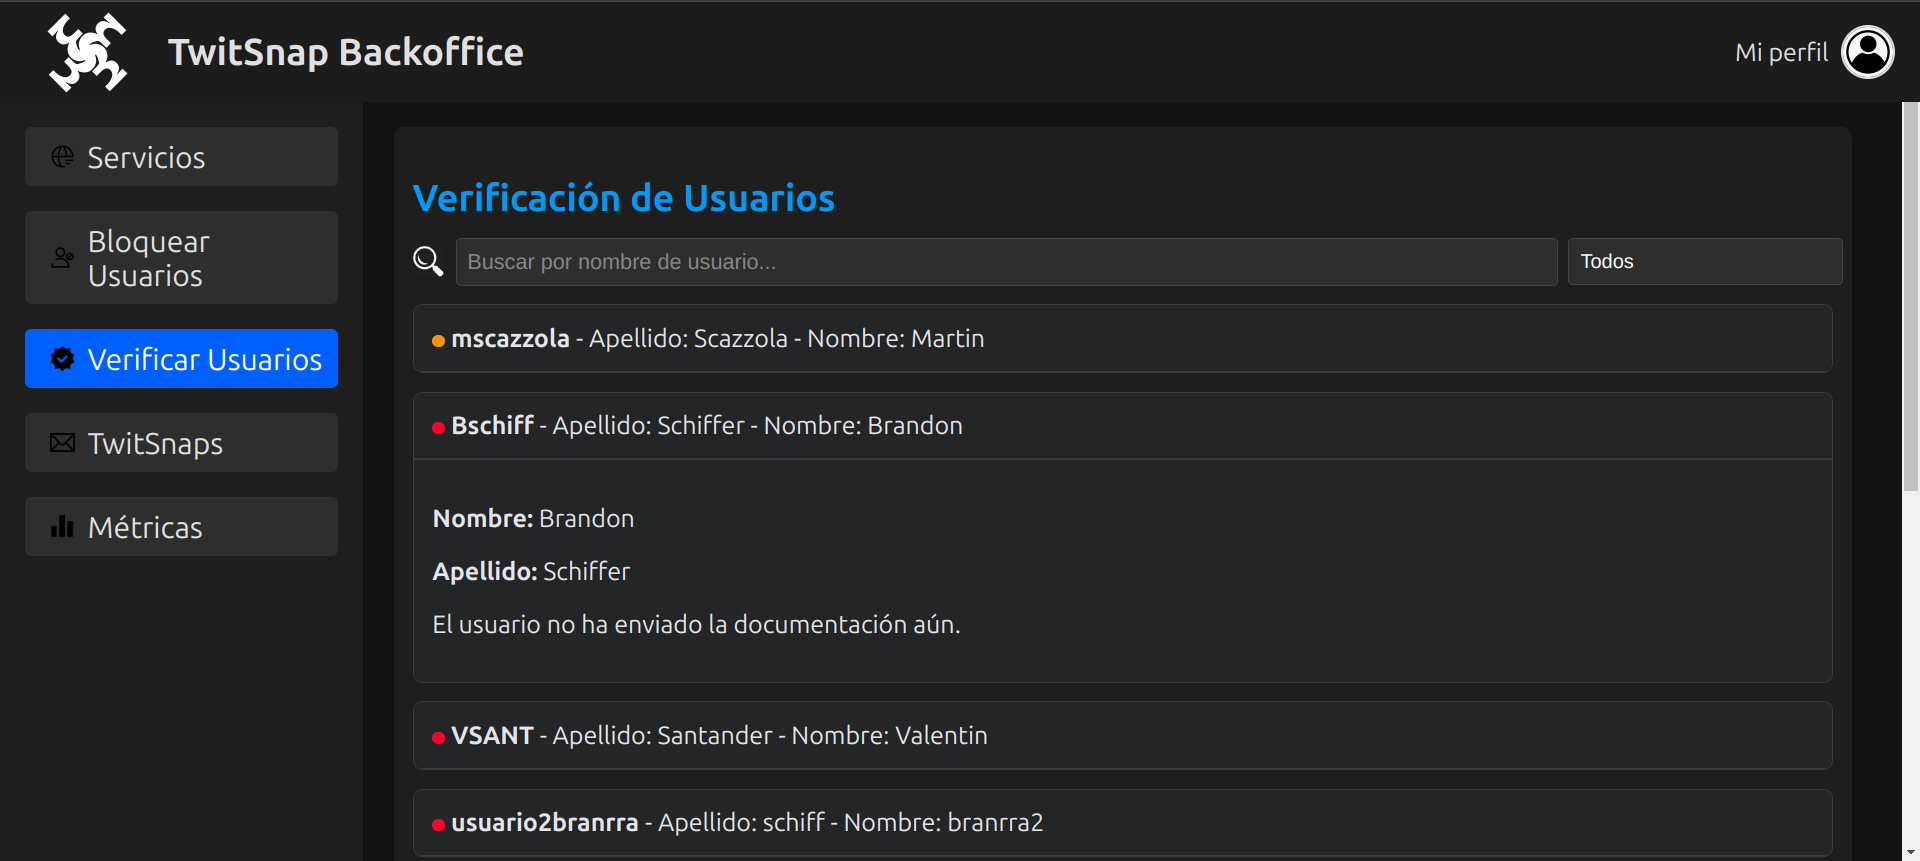 TwitSnap Backoffice
Mi perfil
Servicios
Bloquear
Usuarios
Verificar Usuarios
TwitSnaps
Métricas
Verificación de Usuarios
Buscar por nombre de usuario...
Todos
mscazzola - Apellido: Scazzola - Nombre: Martin
Bschiff - Apellido: Schiffer - Nombre: Brandon
Nombre: Brandon
Apellido: Schiffer
El usuario no ha enviado la documentación aún.
VSANT - Apellido: Santander - Nombre: Valentin
usuario2branrra - Apellido: schiff - Nombre: branrra2